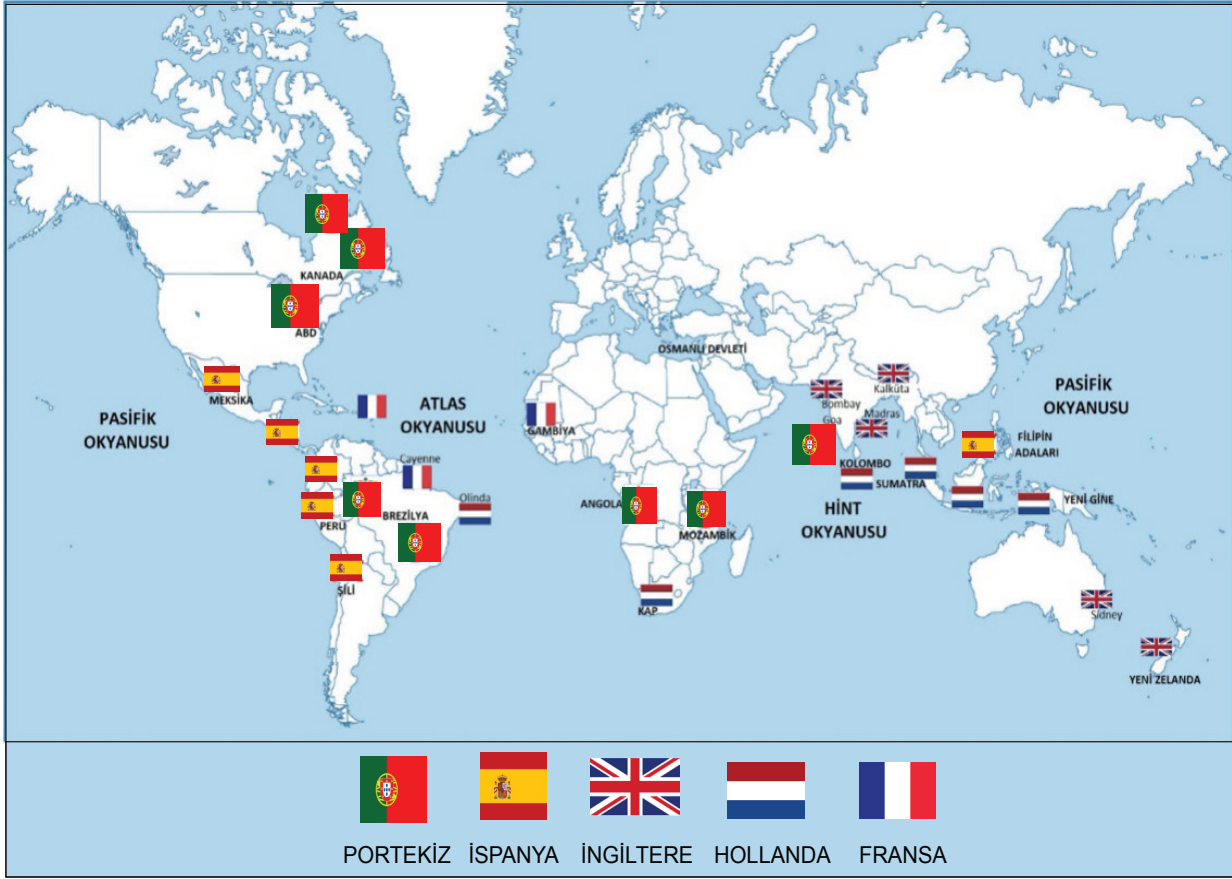 KANADA
ABD
MEKSİKA
PASİFİK
OKYANUSU
ATLAS
OKYANUSU
Cayenne
Olinda
PERÜ
BREZİLYA
ŞİLİ
OSMANLI DEVLETİ
GAMBİYA
ANGOLA
MOZAMBİK
KAP
Bombay
Kalküta
Madras
Goa
KOLOMBO
SUMATRA
HİNT
OKYANUSU
PASİFİK
OKYANUSU
FİLİPİN
ADALARI
YENİ GİNE
Sidney
YENİ ZELANDA
PORTEKİZ İSPANYA İNGİLTERE HOLLANDA FRANSA